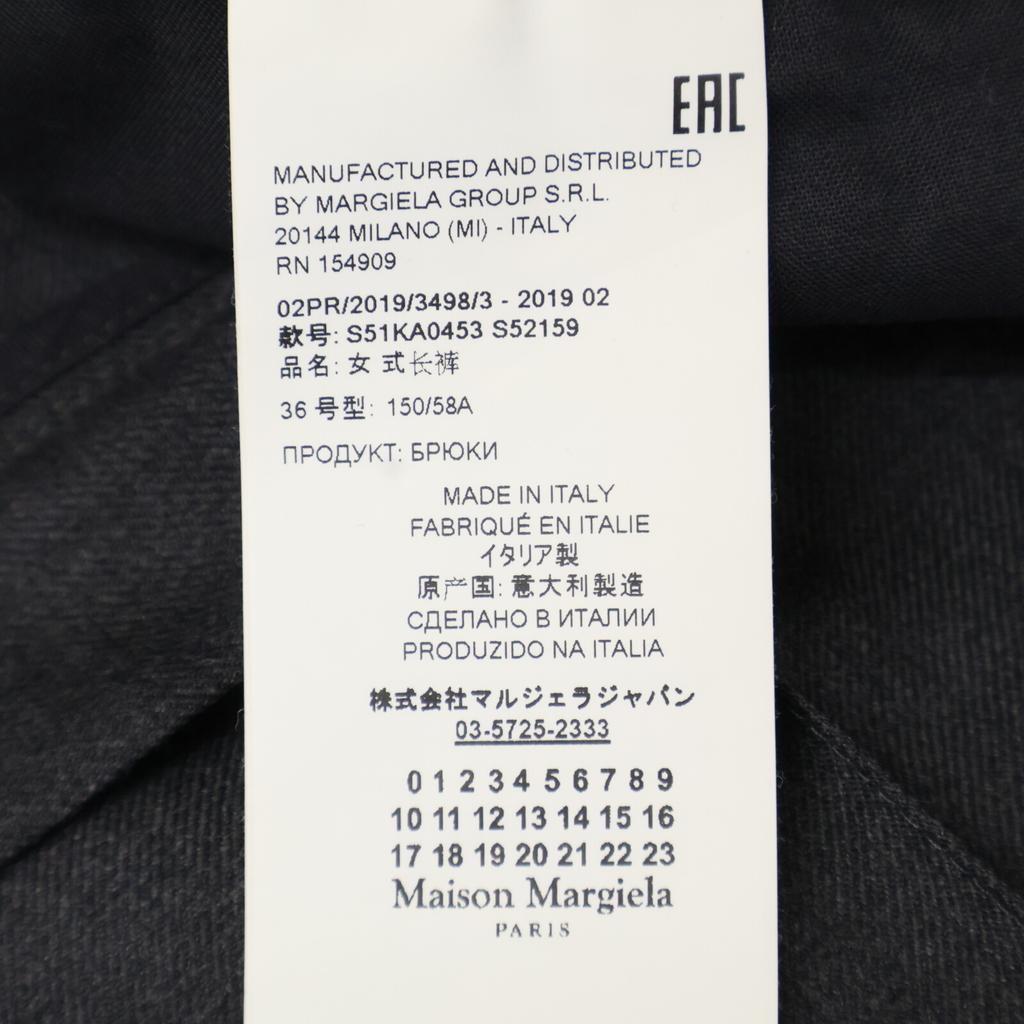 EAC
MANUFACTURED AND DISTRIBUTED
BY MARGIELA GROUP S.R.L.
20144 MILANO (MI) - ITALY
RN 154909
02PR/2019/3498/3 - 2019 02
款号: S51KA0453 S52159
品名: 女 式长裤
36 号型: 150/58A
ПРОДУКТ: БРЮКИ
MADE IN ITALY
FABRIQUÉ EN ITALIE
イタリア製
原产国: 意大利製造
СДЕЛАНО В ИТАЛИИ
PRODUZIDO NA ITALIA
株式会社マルジェラジャパン
03-5725-2333
0 1 2 3 4 5 6 7 8 9
10 11 12 13 14 15 16
17 18 19 20 21 22 23
Maison Margiela
PARIS